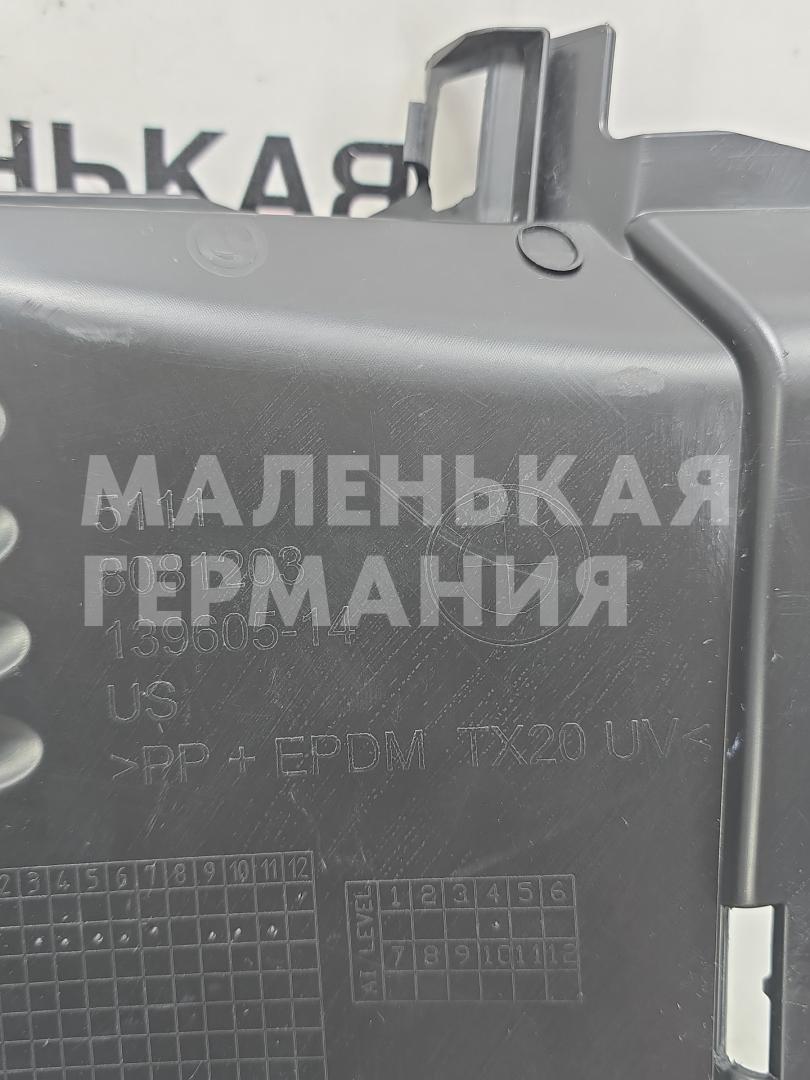 НЬКАЯ
МАЛЕНЬКАЯ
ГЕРМАНИЯ
5111
8081203
139605-14
US
>PP + EPDM TX20 UV<
2 3 4 5 6 7 8 9 10 11 12
AI/LEVEL
1 2 3 4 5 6
7 8 9 10 11 12